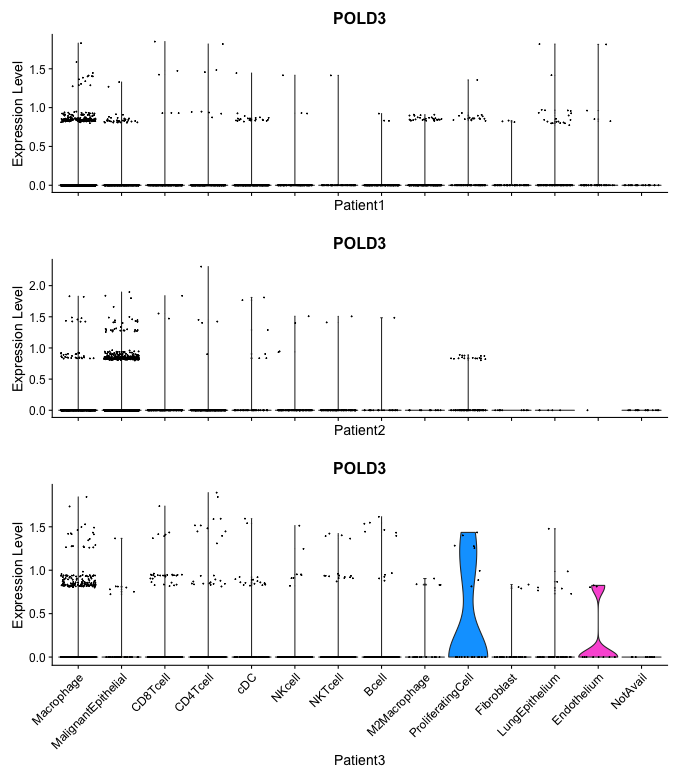 POLD3
Expression Level
1.5
1.0
0.5
0.0
Patient1
POLD3
Expression Level
2.0
1.5
1.0
0.5
0.0
Patient2
POLD3
Expression Level
1.5
1.0
0.5
0.0
Macrophage
MalignantEpithelial
CD8Tcell
CD4Tcell
cDC
NKcell
NKTcell
Bcell
M2Macrophage
ProliferatingCell
Fibroblast
LungEpithelium
Endothelium
NotAvail
Patient3